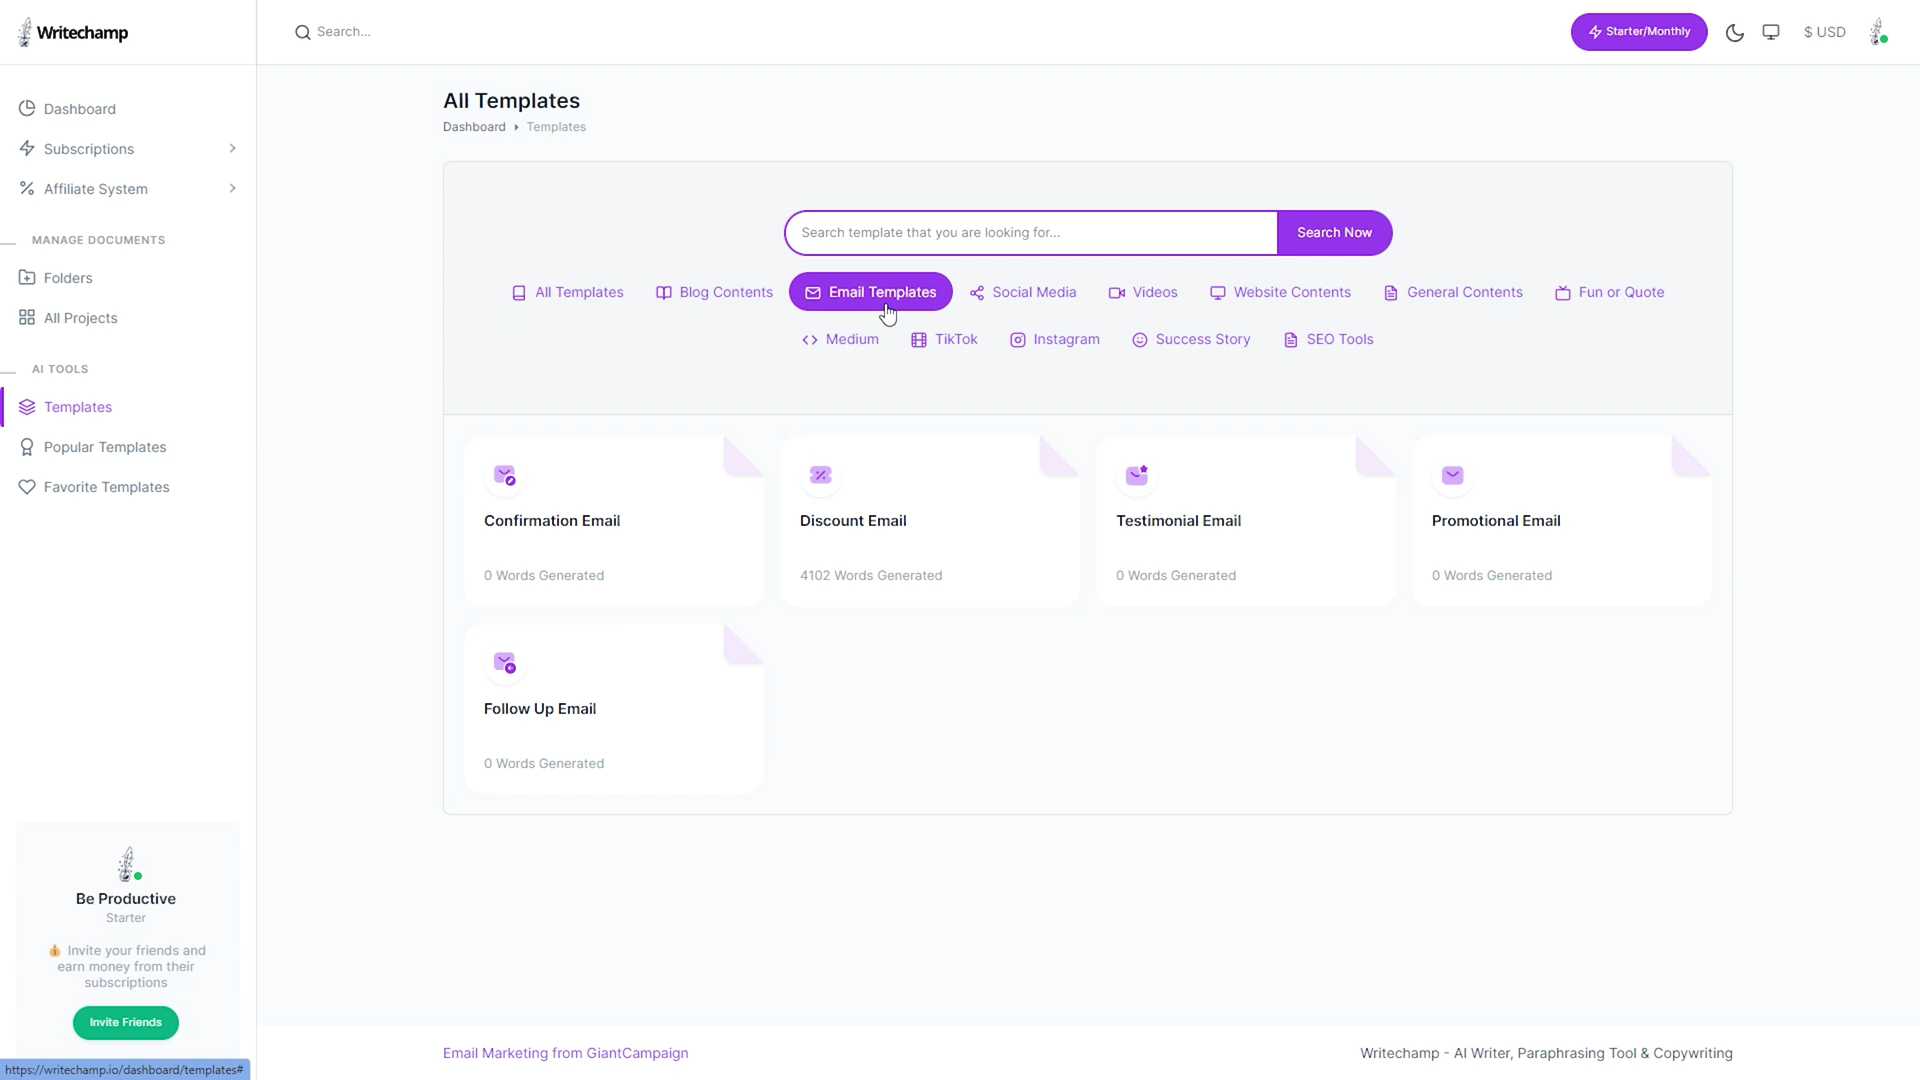 Writechamp
Search...
Starter/Monthly
$ USD
Dashboard
Subscriptions
Affiliate System
MANAGE DOCUMENTS
Folders
All Projects
AI TOOLS
Templates
Popular Templates
Favorite Templates
Be Productive
Starter
Invite your friends and
earn money from their
subscriptions
Invite Friends
https://writechamp.io/dashboard/templates#
All Templates
Dashboard Templates
Search template that you are looking for...
Search Now
All Templates Blog Contents Email Templates Social Media Videos Website Contents General Contents Fun or Quote
Medium TikTok Instagram Success Story SEO Tools
Confirmation Email
0 Words Generated
Discount Email
4102 Words Generated
Testimonial Email
0 Words Generated
Promotional Email
0 Words Generated
Follow Up Email
0 Words Generated
Email Marketing from GiantCampaign
Writechamp - AI Writer, Paraphrasing Tool & Copywriting